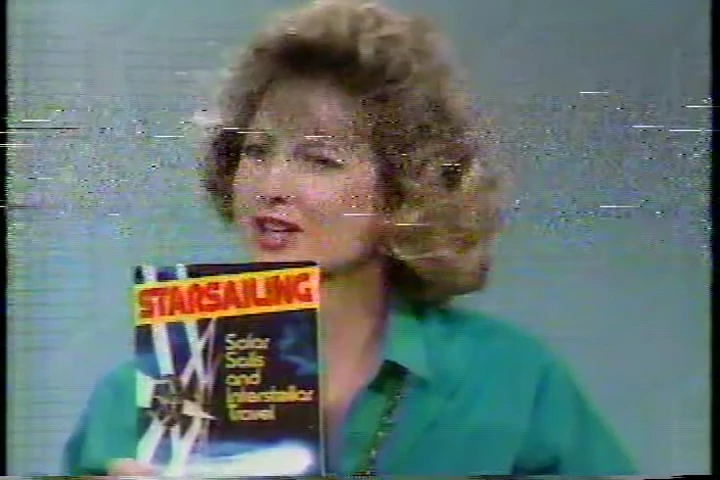 STARSAILING
Solar
Sails
and
Interstellar
Travel